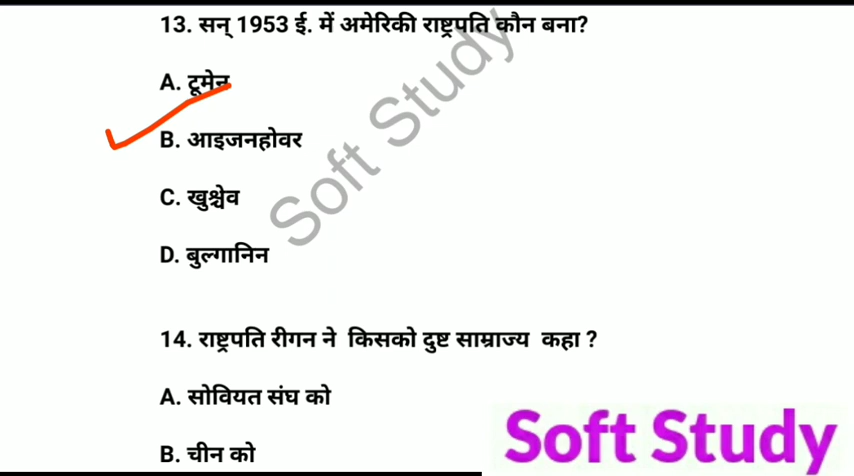 13. सन् 1953 ई. में अमेरिकी राष्ट्रपति कौन बना?
A. टूमेन
B. आइजनहोवर
C. खुश्चेव
D. बुल्गानिन
14. राष्ट्रपति रीगन ने किसको दुष्ट साम्राज्य कहा ?
A. सोवियत संघ को
B. चीन को
Soft Study
Soft Study